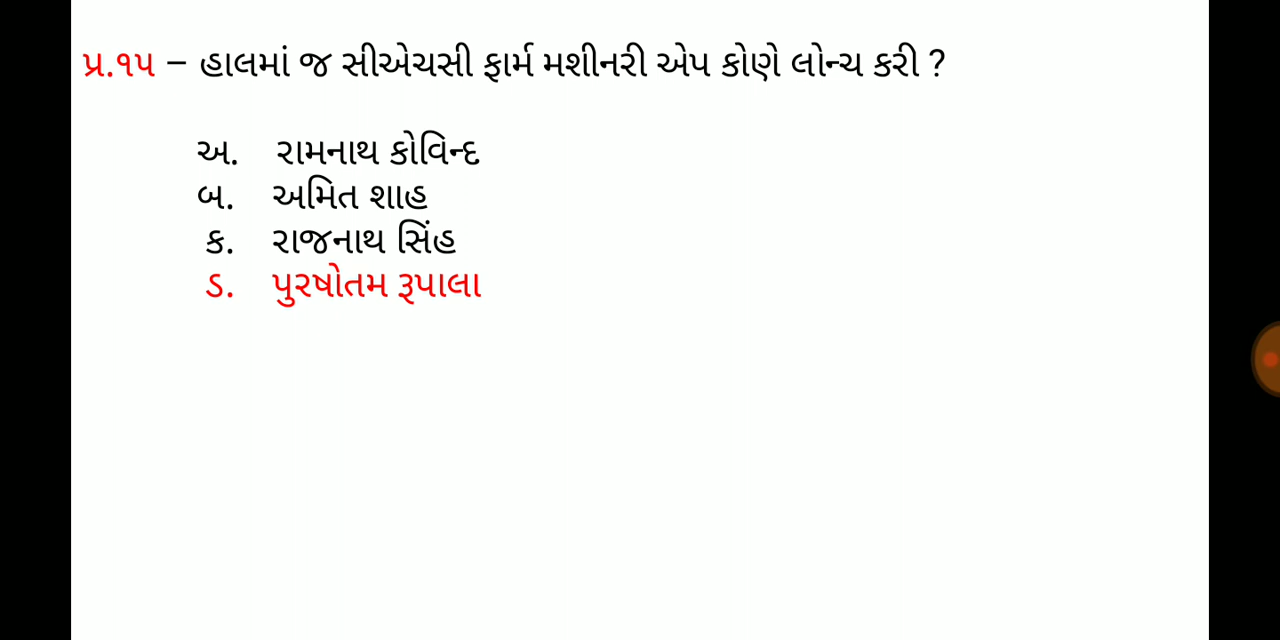 પ્ર.૧૫ – હાલમાં જ સીએચસી ફાર્મ મશીનરી એપ કોણે લોન્ચ કરી ?
અ. રામનાથ કોવિન્દ
બ. અમિત શાહ
ક. રાજનાથ સિંહ
ડ. પુરષોતમ રૂપાલા